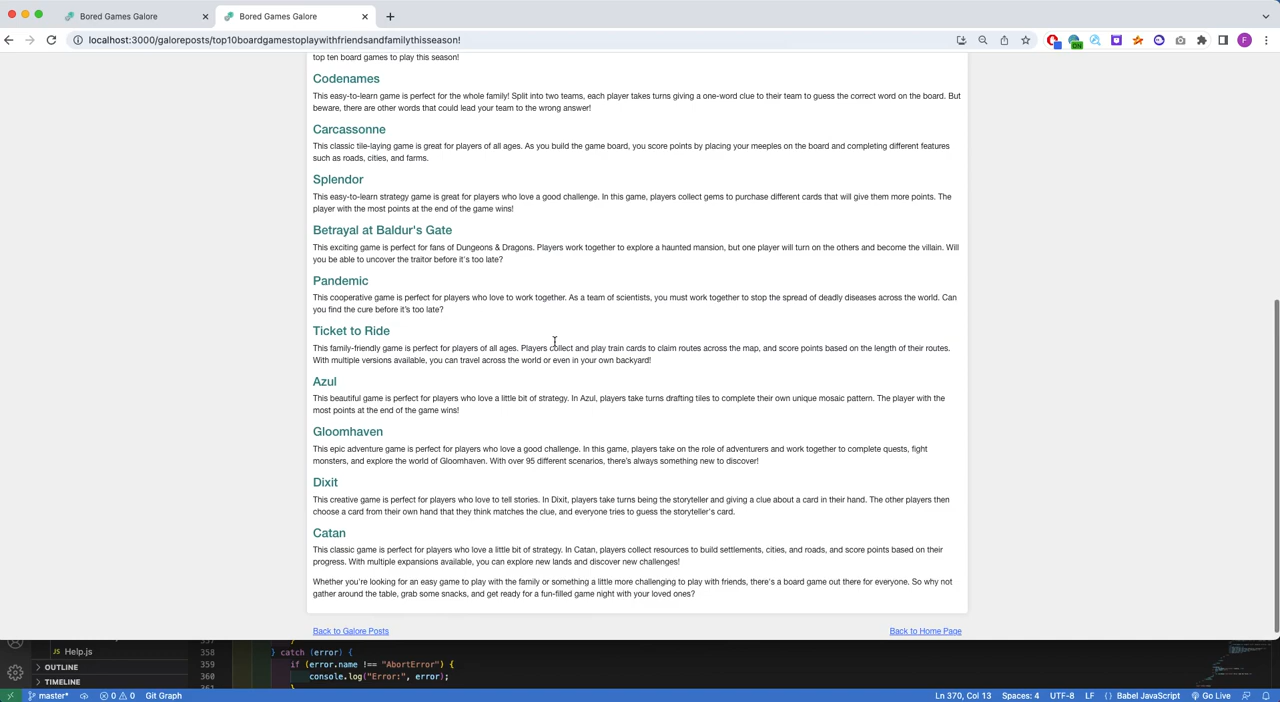 Bored Games Galore
Bored Games Galore
localhost:3000/galoreposts/top10boardgamestoplaywithfriendsandfamilythisseason!
top ten board games to play this season!
Codenames
This easy-to-learn game is perfect for the whole family! Split into two teams, each player takes turns giving a one-word clue to their team to guess the correct word on the board. But
beware, there are other words that could lead your team to the wrong answer!
Carcassonne
This classic tile-laying game is great for players of all ages. As you build the game board, you score points by placing your meeples on the board and completing different features
such as roads, cities, and farms.
Splendor
This easy-to-learn strategy game is great for players who love a good challenge. In this game, players collect gems to purchase different cards that will give them more points. The
player with the most points at the end of the game wins!
Betrayal at Baldur's Gate
This exciting game is perfect for fans of Dungeons & Dragons. Players work together to explore a haunted mansion, but one player will turn on the others and become the villain. Will
you be able to uncover the traitor before it's too late?
Pandemic
This cooperative game is perfect for players who love to work together. As a team of scientists, you must work together to stop the spread of deadly diseases across the world. Can
you find the cure before it's too late?
Ticket to Ride
This family-friendly game is perfect for players of all ages. Players collect and play train cards to claim routes across the map, and score points based on the length of their routes.
With multiple versions available, you can travel across the world or even in your own backyard!
Azul
This beautiful game is perfect for players who love a little bit of strategy. In Azul, players take turns drafting tiles to complete their own unique mosaic pattern. The player with the
most points at the end of the game wins!
Gloomhaven
This epic adventure game is perfect for players who love a good challenge. In this game, players take on the role of adventurers and work together to complete quests, fight
monsters, and explore the world of Gloomhaven. With over 95 different scenarios, there's always something new to discover!
Dixit
This creative game is perfect for players who love to tell stories. In Dixit, players take turns being the storyteller and giving a clue about a card in their hand. The other players then
choose a card from their own hand that they think matches the clue, and everyone tries to guess the storyteller's card.
Catan
This classic game is perfect for players who love a little bit of strategy. In Catan, players collect resources to build settlements, cities, and roads, and score points based on their
progress. With multiple expansions available, you can explore new lands and discover new challenges!
Whether you're looking for an easy game to play with the family or something a little more challenging to play with friends, there's a board game out there for everyone. So why not
gather around the table, grab some snacks, and get ready for a fun-filled game night with your loved ones?
Back to Galore Posts Back to Home Page
Help.js 358 } catch (error) {
OUTLINE 359 if (error.name !== "AbortError") {
360 console.log("Error:", error);
TIMELINE 361 }
master* 0 0 Git Graph Ln 370, Col 13 Spaces: 4 UTF-8 LF {} Babel JavaScript Go Live